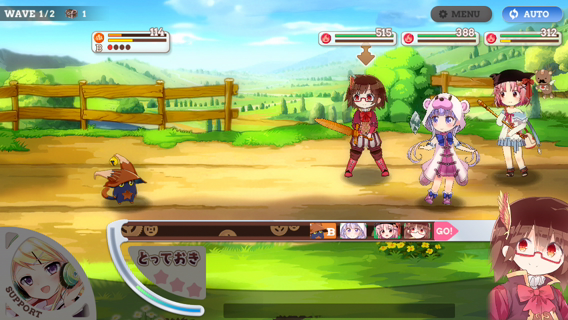 WAVE 1/2 1
MENU
AUTO
114
B
515
388
312
B
GO!
とっておき
SUPPORT